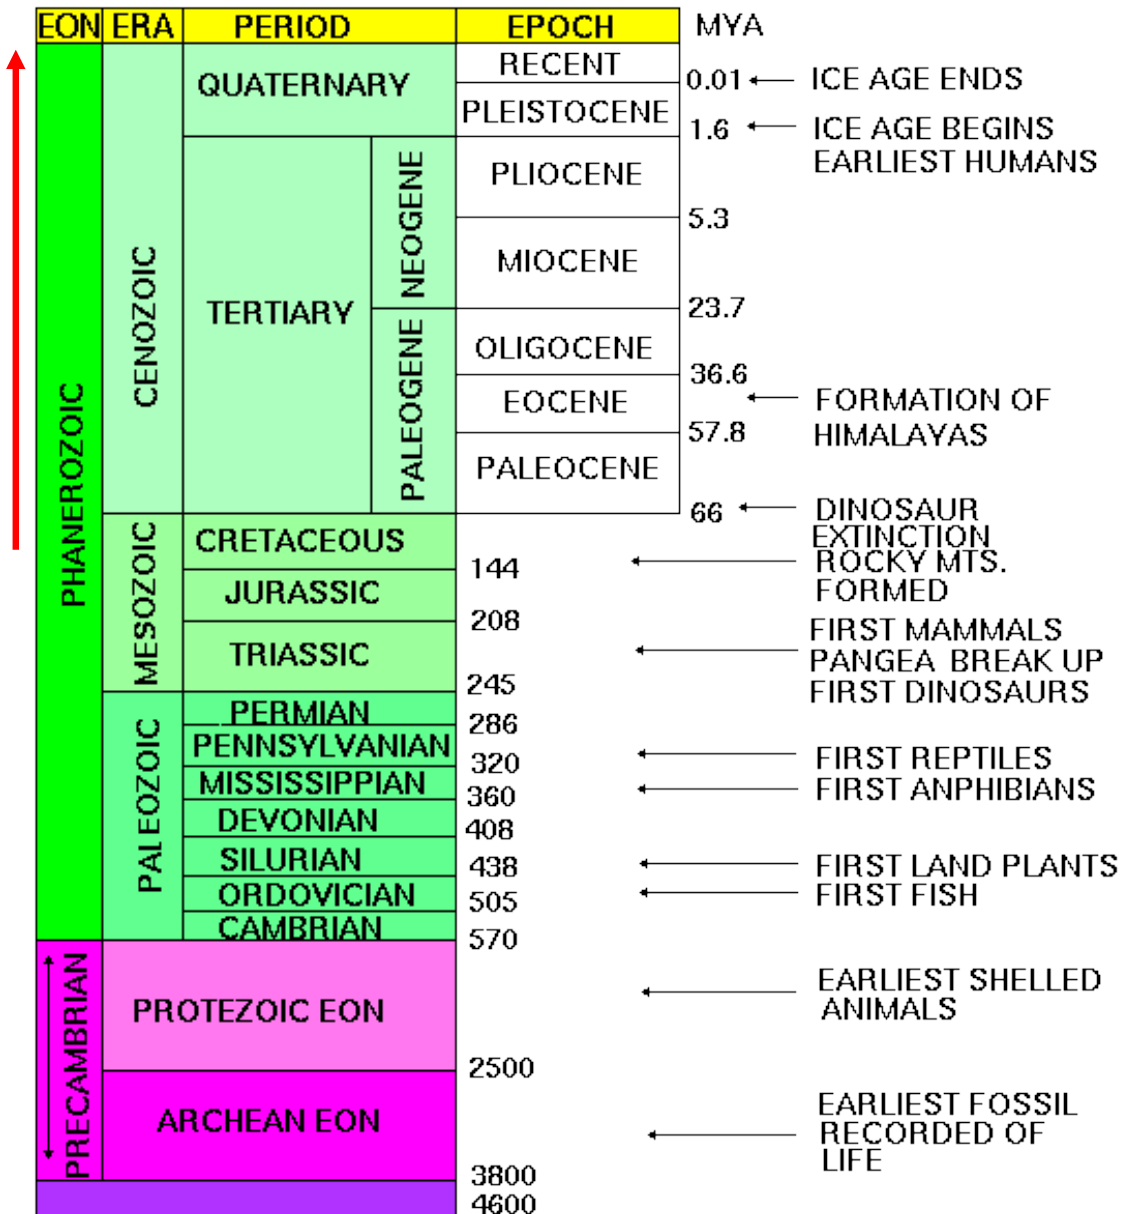 EON ERA PERIOD EPOCH MYA
QUATERNARY
RECENT
0.01
ICE AGE ENDS
PLEISTOCENE
1.6
ICE AGE BEGINS
EARLIEST HUMANS
PHANEROZOIC
CENOZOIC
TERTIARY
NEOGENE
PLIOCENE
5.3
MIOCENE
23.7
PALEOGENE
OLIGOCENE
36.6
EOCENE
FORMATION OF
HIMALAYAS
57.8
PALEOCENE
66
DINOSAUR
EXTINCTION
MESOZOIC
CRETACEOUS
ROCKY MTS.
FORMED
144
JURASSIC
208
TRIASSIC
FIRST MAMMALS
PANGEA BREAK UP
FIRST DINOSAURS
245
PALEOZOIC
PERMIAN
286
PENNSYLVANIAN
FIRST REPTILES
320
MISSISSIPPIAN
FIRST ANPHIBIANS
360
DEVONIAN
408
SILURIAN
FIRST LAND PLANTS
438
ORDOVICIAN
FIRST FISH
505
CAMBRIAN
570
PRECAMBRIAN
PROTEZOIC EON
EARLIEST SHELLED
ANIMALS
2500
ARCHEAN EON
EARLIEST FOSSIL
RECORDED OF
LIFE
3800
4600